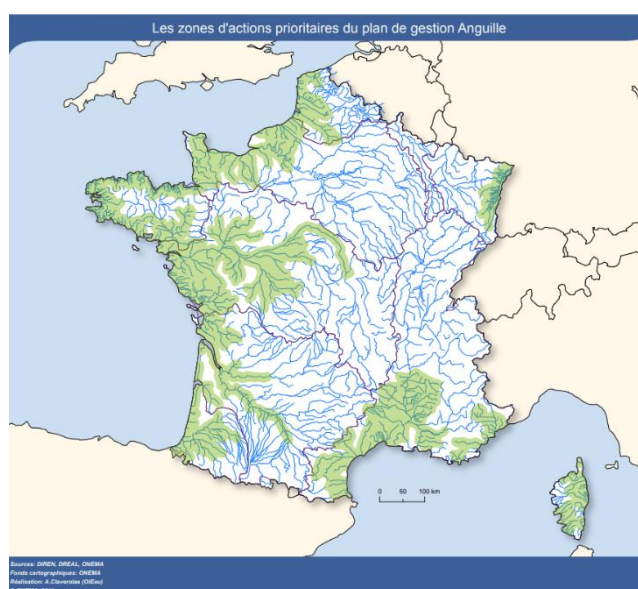 Les zones d'actions prioritaires du plan de gestion Anguille
0 50 100 km
Sources: DIREN, DREAL, ONEMA
Fonds cartographiques: ONEMA
Réalisation: A.Claverolas (OIEau)